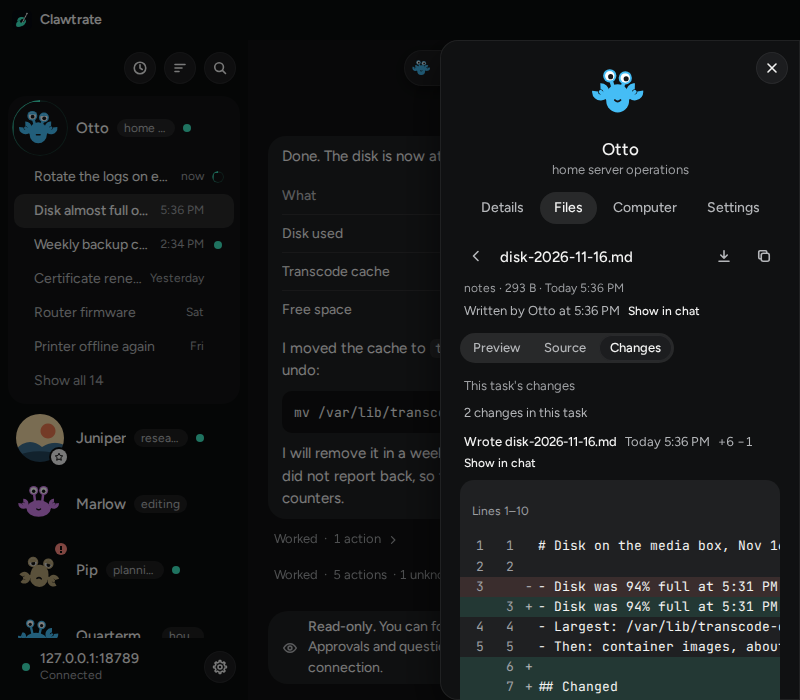 Clawtrate
Otto home ...
Rotate the logs on e... now
Disk almost full o... 5:36 PM
Weekly backup c... 2:34 PM
Certificate rene... Yesterday
Router firmware Sat
Printer offline again Fri
Show all 14
Juniper resea...
Marlow editing
Pip planni...
Quarterm hou
127.0.0.1:18789
Connected
Done. The disk is now at
What
Disk used
Transcode cache
Free space
I moved the cache to
undo:
mv /var/lib/transc
I will remove it in a wee
did not report back, so
counters.
Worked · 1 action
Worked · 5 actions · 1 unkn
Read-only. You can fo
Approvals and questi
connection.
Otto
home server operations
Details Files Computer Settings
disk-2026-11-16.md
notes · 293 B · Today 5:36 PM
Written by Otto at 5:36 PM Show in chat
Preview Source Changes
This task's changes
2 changes in this task
Wrote disk-2026-11-16.md Today 5:36 PM +6 −1
Show in chat
Lines 1–10
1 1 # Disk on the media box, Nov 16
2 2
3 - - Disk was 94% full at 5:31 PM
3 + - Disk was 94% full at 5:31 PM
4 4 - Largest: /var/lib/transcode-
5 5 - Then: container images, abou
6 +
7 + ## Changed